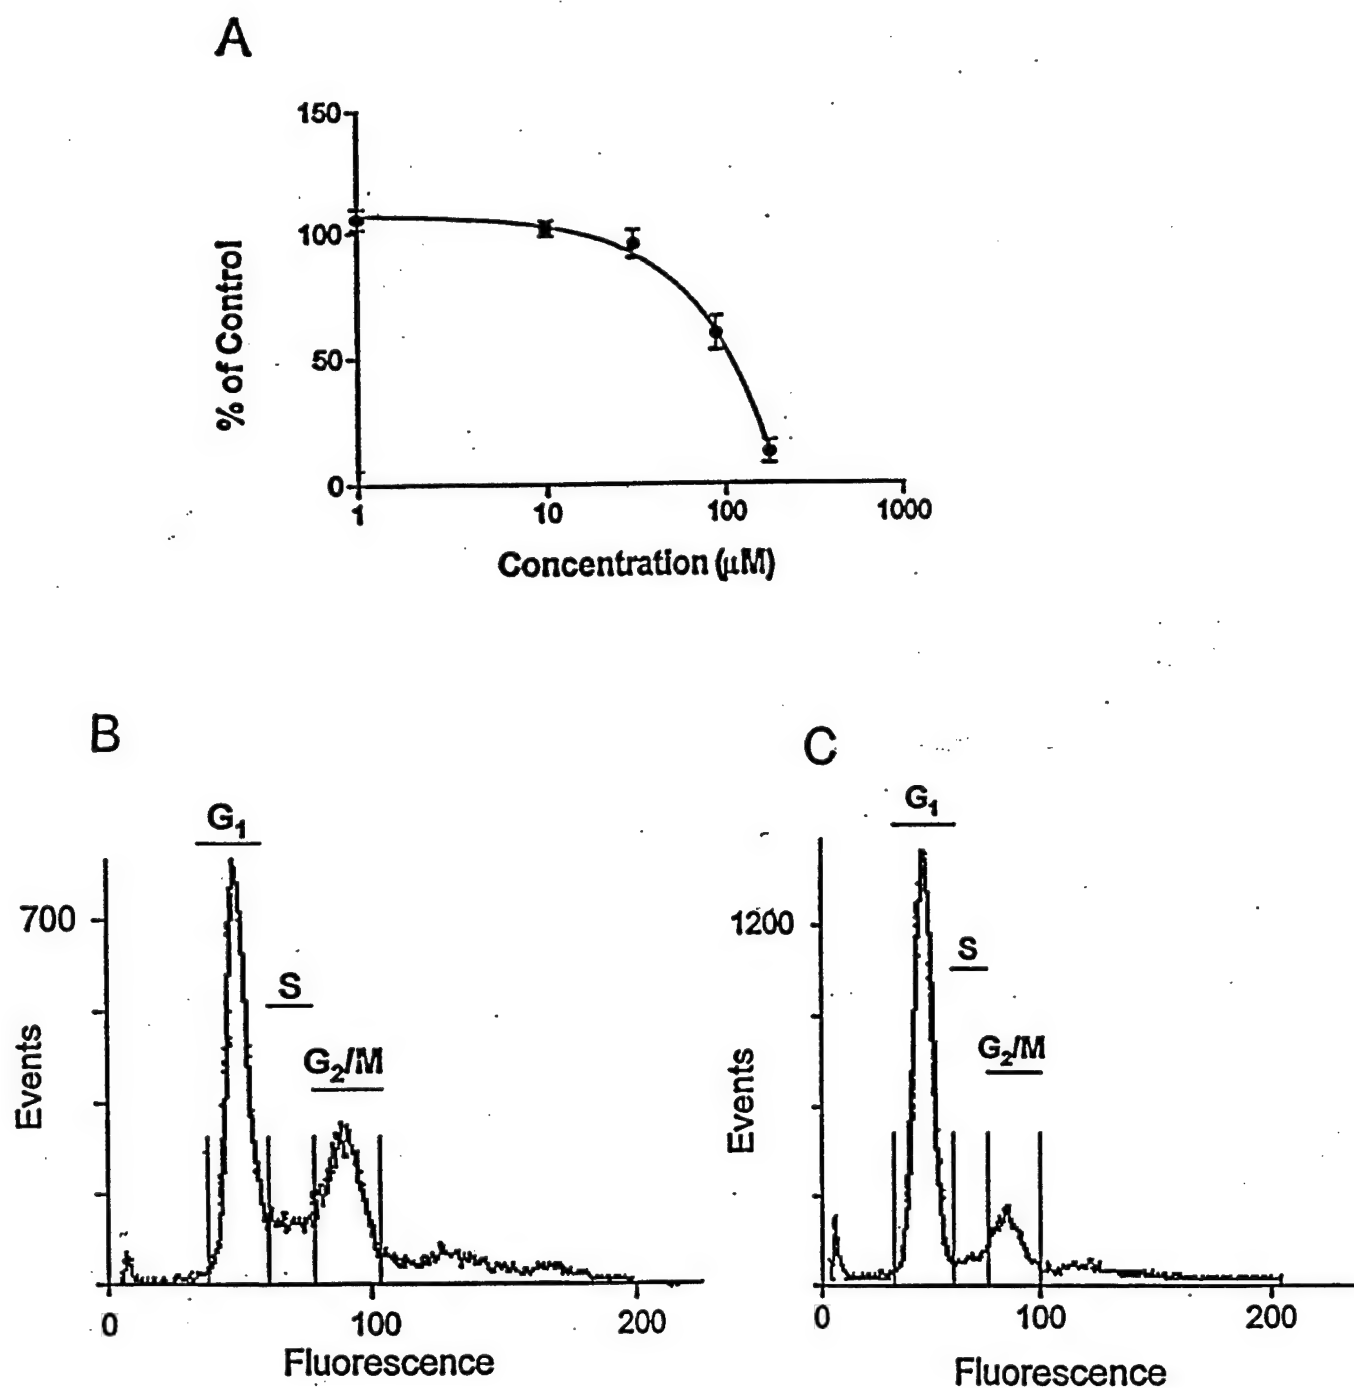 A
150
100
50
0
% of Control
1 10 100 1000
Concentration (µM)
B
G1
S
G2/M
700
Events
0 100 200
Fluorescence
C
G1
S
G2/M
1200
Events
0 100 200
Fluorescence